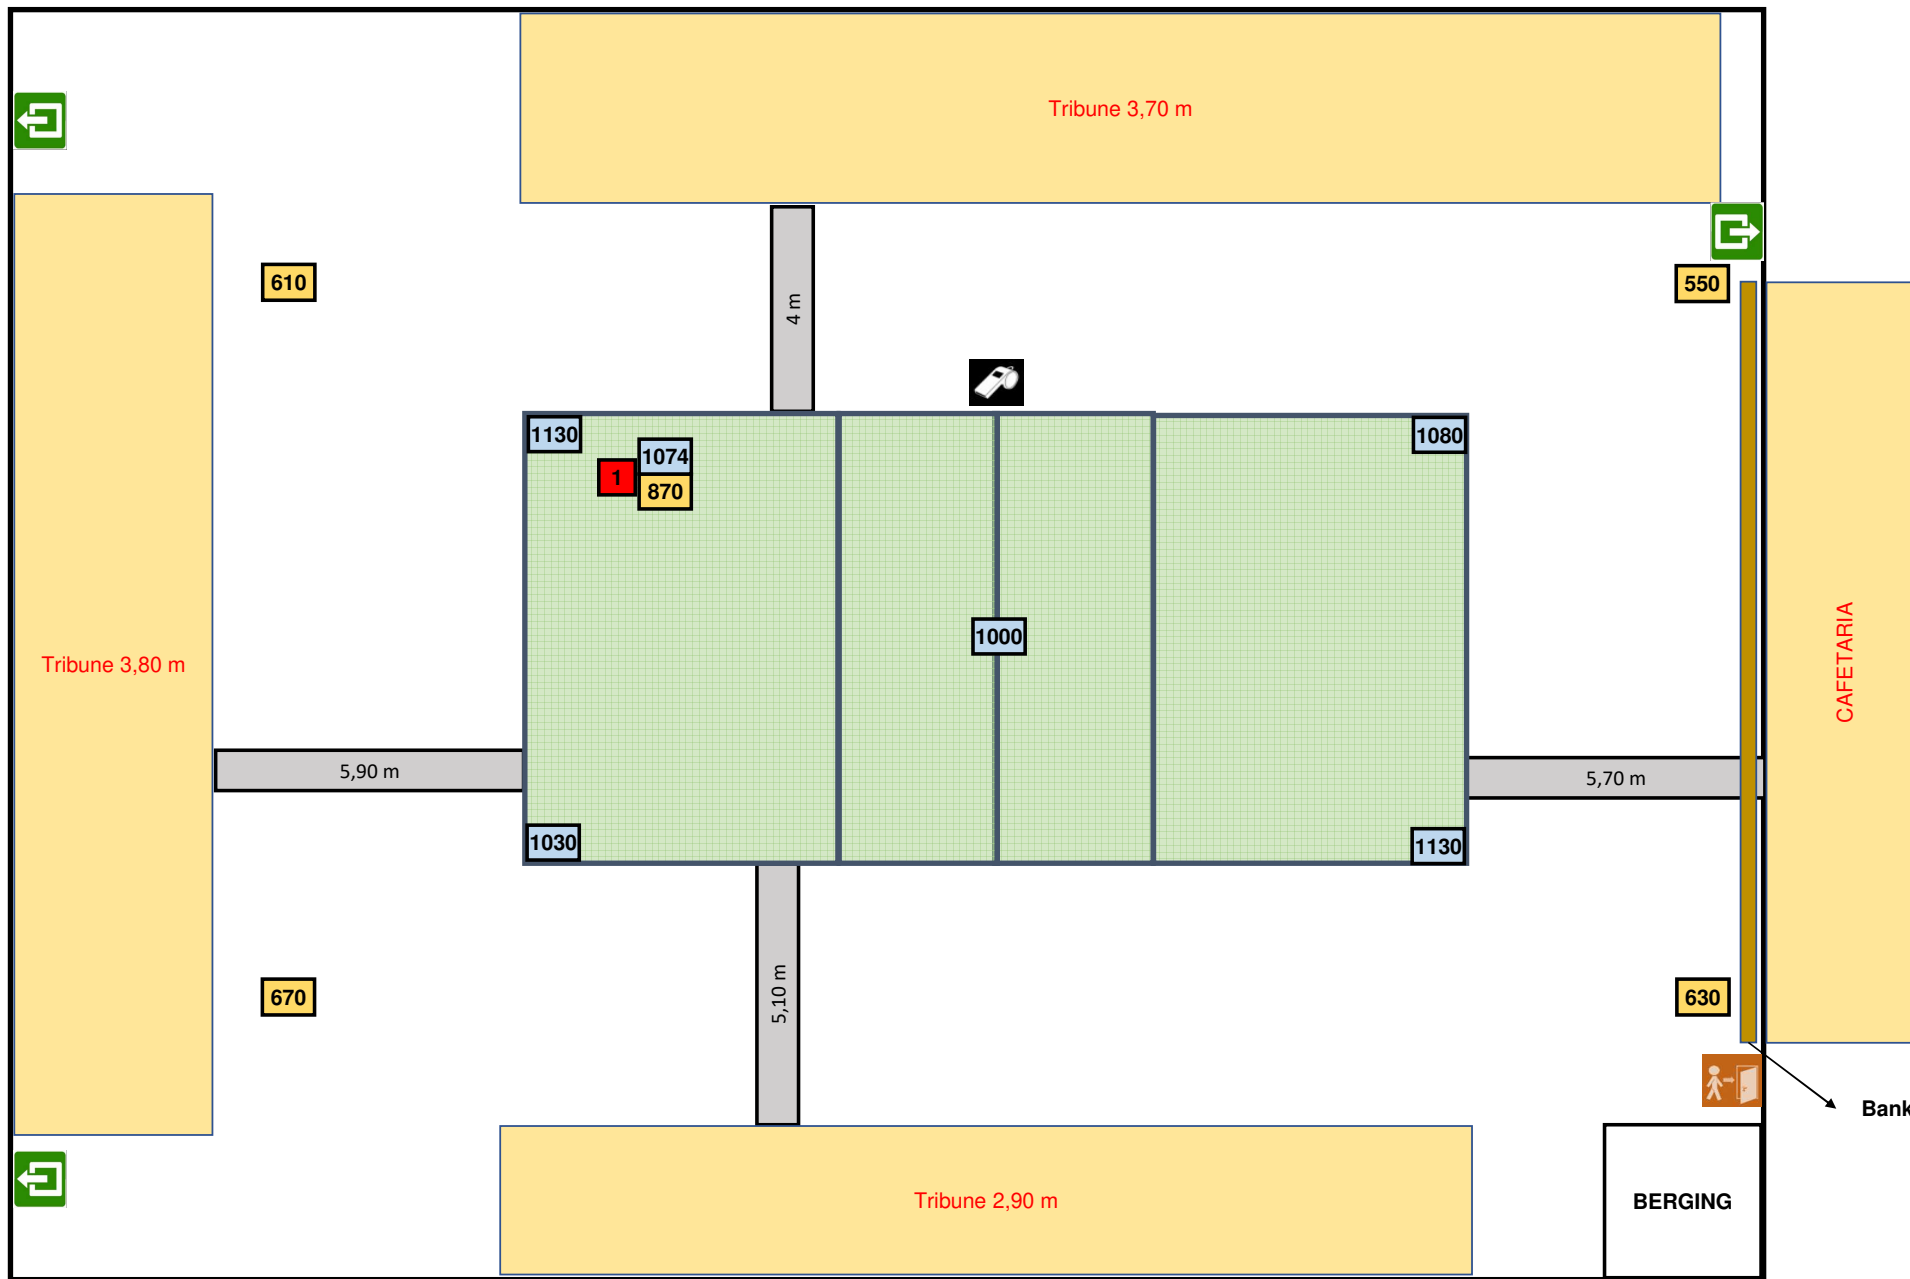 Tribune 3,70 m
610
550
4 m
1130
1080
1074
1
870
1000
CAFETARIA
Tribune 3,80 m
5,90 m
5,70 m
1030
1130
670
5,10 m
630
Bank
Tribune 2,90 m
BERGING